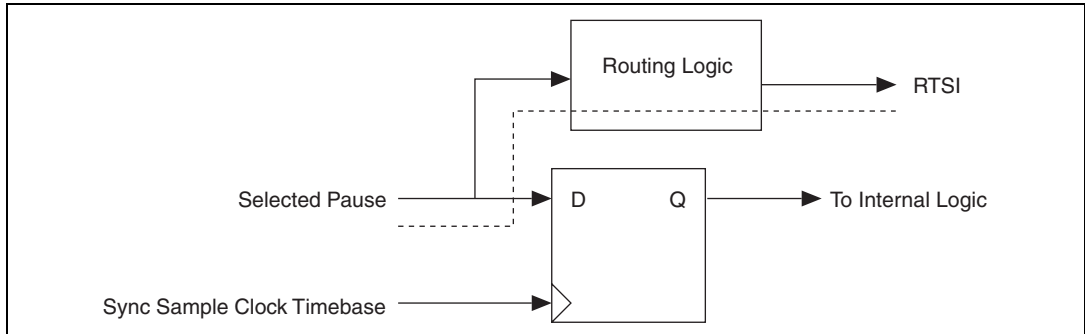 Routing Logic
RTSI
Selected Pause
D
Q
To Internal Logic
Sync Sample Clock Timebase